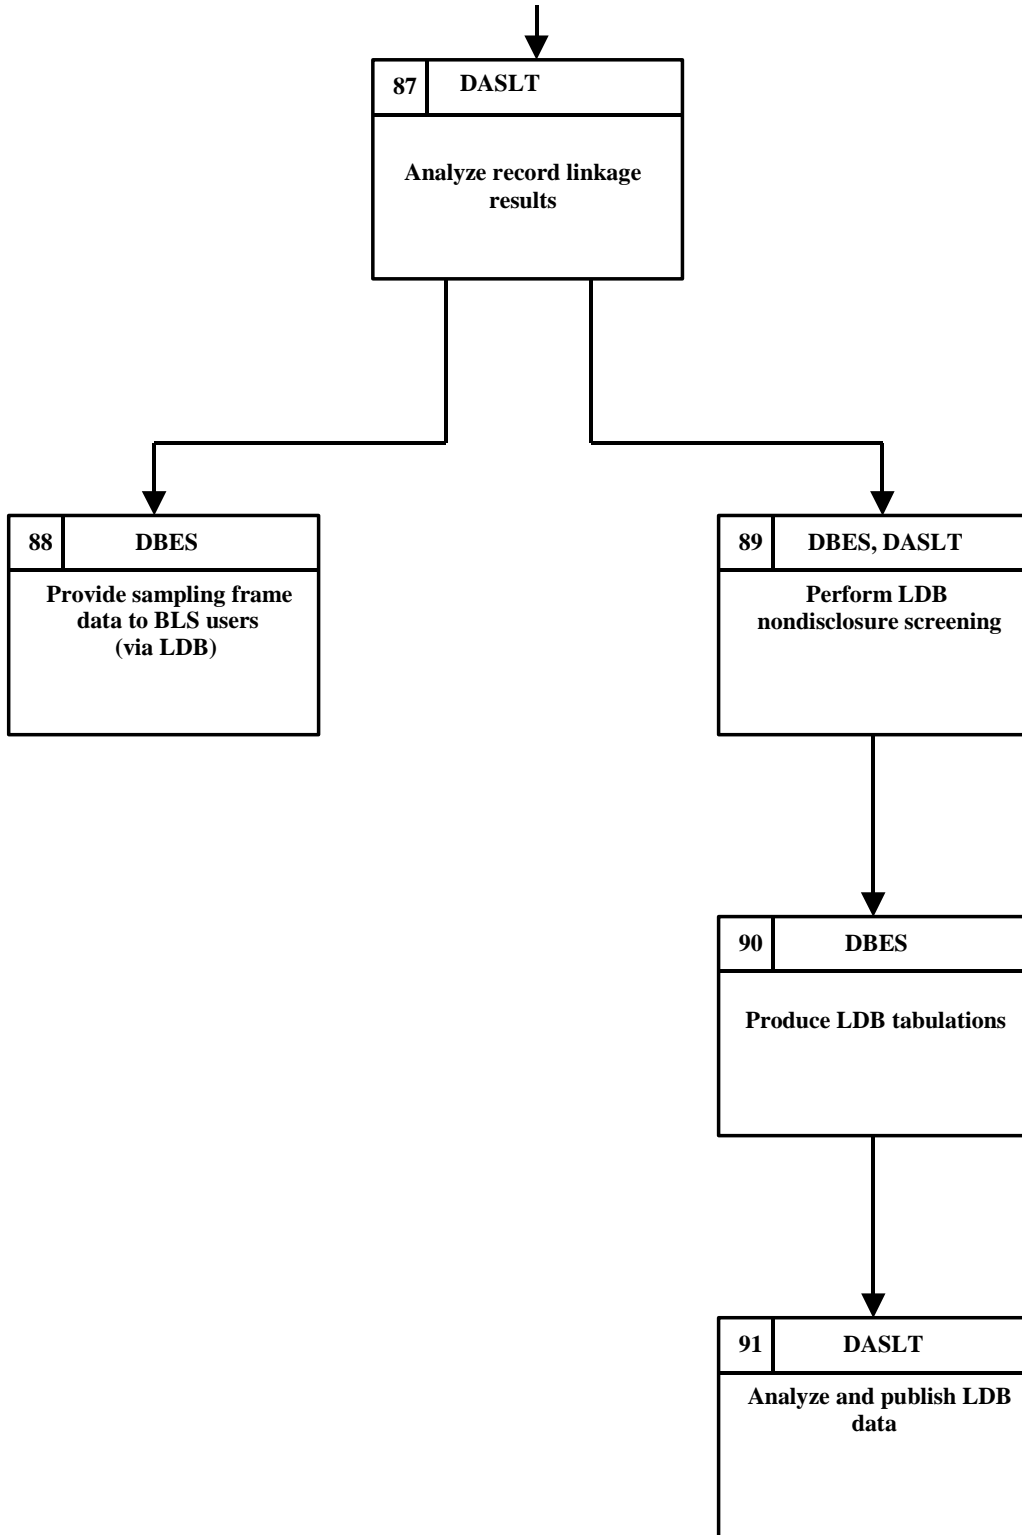 87 DASLT
Analyze record linkage
results
88 DBES
Provide sampling frame
data to BLS users
(via LDB)
89 DBES, DASLT
Perform LDB
nondisclosure screening
90 DBES
Produce LDB tabulations
91 DASLT
Analyze and publish LDB
data